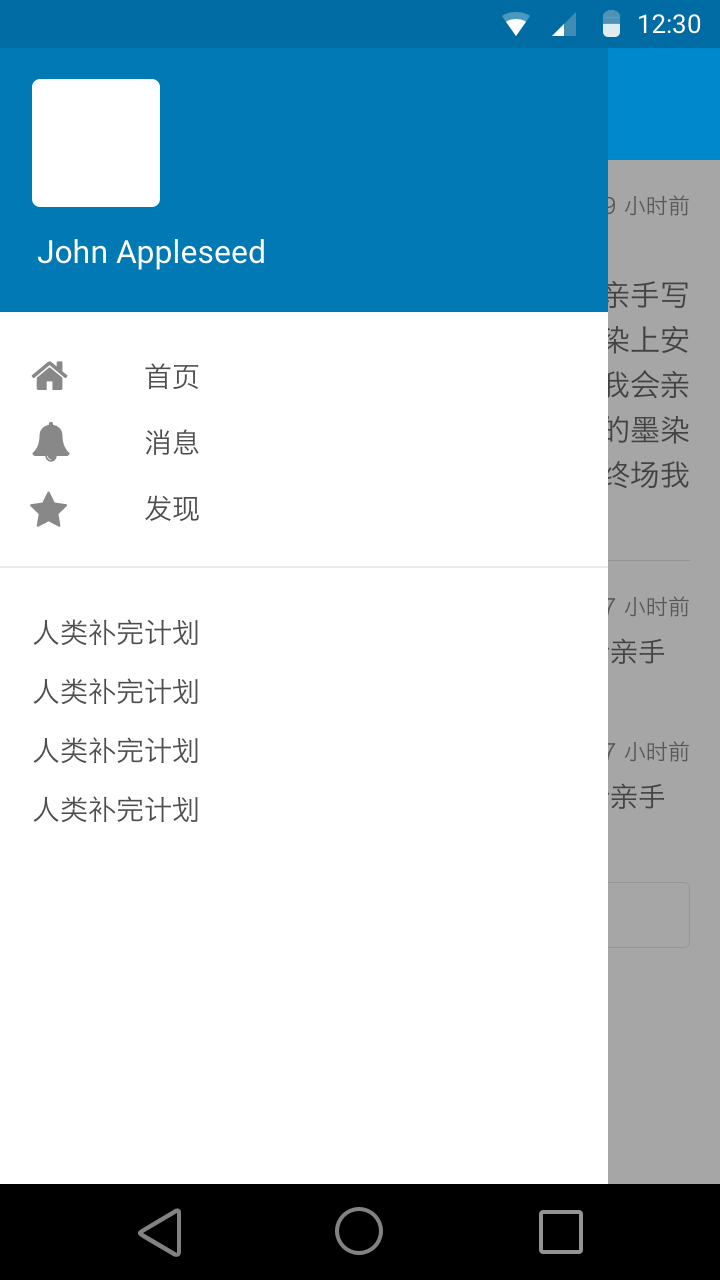 12:30
John Appleseed
首页
消息
发现
人类补完计划
人类补完计划
人类补完计划
人类补完计划
9 小时前
亲手写
染上安
我会亲
的墨染
终场我
7 小时前
亲手
7 小时前
亲手